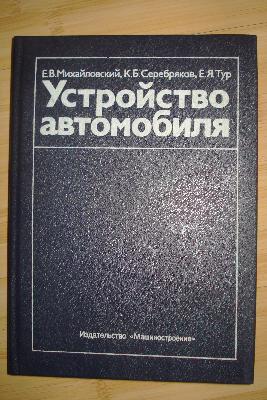 Е.В.Михайловский, К.Б.Серебряков, Е.Я.Тур
Устройство
автомобиля
Издательство «Машиностроение»